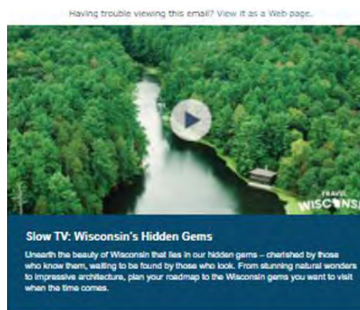 Having trouble viewing this email? View it as a Web page.
TRAVEL
WISCONSIN
Slow TV: Wisconsin's Hidden Gems
Unearth the beauty of Wisconsin that lies in our hidden gems – cherished by those
who know them, waiting to be found by those who look. From stunning natural wonders
to impressive architecture, plan your roadmap to the Wisconsin gems you want to visit
when the time comes.